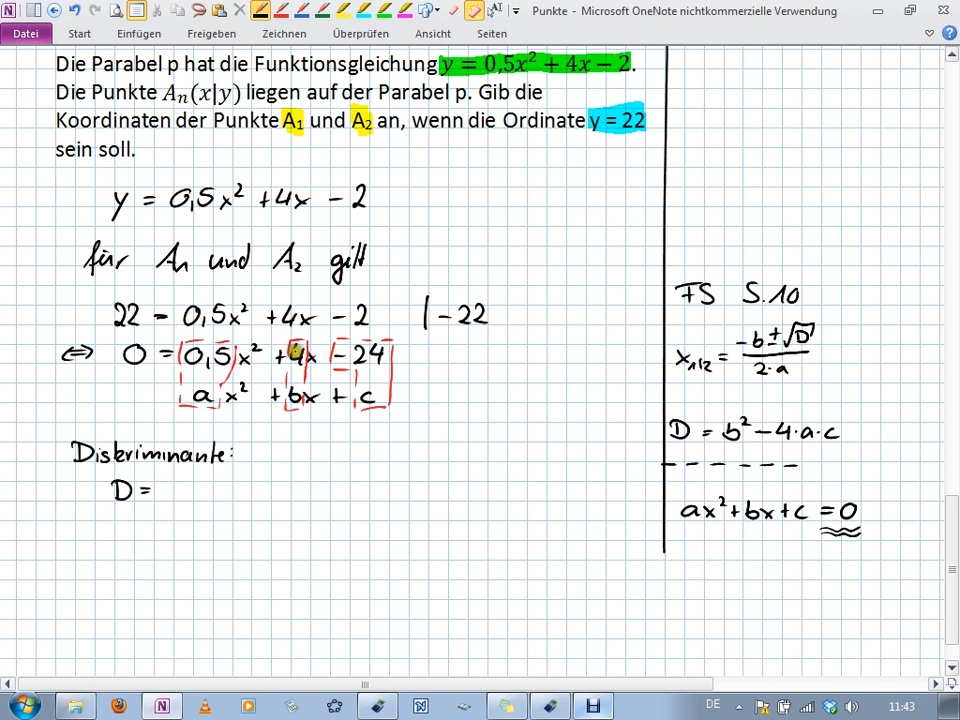 Punkte - Microsoft OneNote nichtkommerzielle Verwendung
Datei Start Einfügen Freigeben Zeichnen Überprüfen Ansicht Seiten
Die Parabel p hat die Funktionsgleichung y = 0,5x² + 4x − 2.
Die Punkte Aₙ(x|y) liegen auf der Parabel p. Gib die
Koordinaten der Punkte A₁ und A₂ an, wenn die Ordinate y = 22
sein soll.
y = 0,5x² + 4x − 2
für A₁ und A₂ gilt
22 = 0,5x² + 4x − 2 | − 22
⇔ 0 = 0,5x² + 4x − 24
a x² + bx + c
Diskriminante:
D =
FS S.10
x₁/₂ = −b ± √D / 2·a
D = b² − 4·a·c
ax² + bx + c = 0
DE 11:43